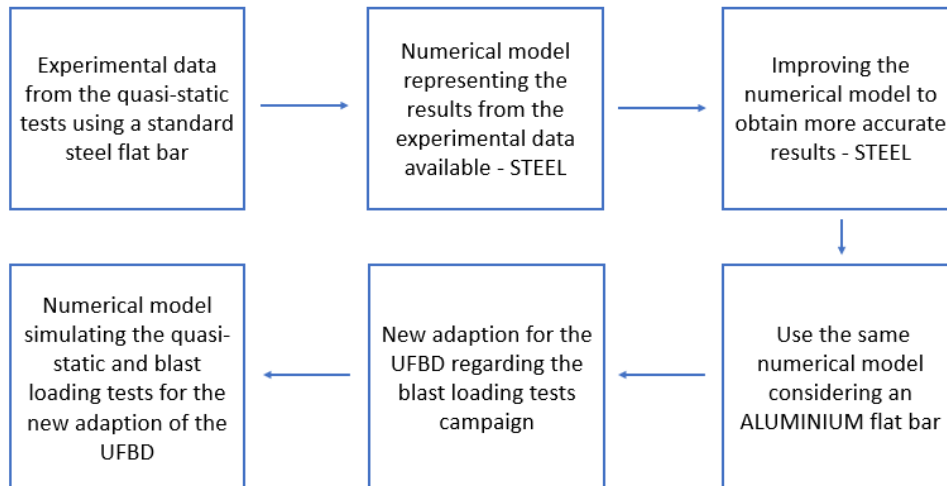 Experimental data
from the quasi-static
tests using a standard
steel flat bar
Numerical model
representing the
results from the
experimental data
available - STEEL
Improving the
numerical model to
obtain more accurate
results - STEEL
Use the same
numerical model
considering an
ALUMINIUM flat bar
New adaption for the
UFBD regarding the
blast loading tests
campaign
Numerical model
simulating the quasi-
static and blast
loading tests for the
new adaption of the
UFBD